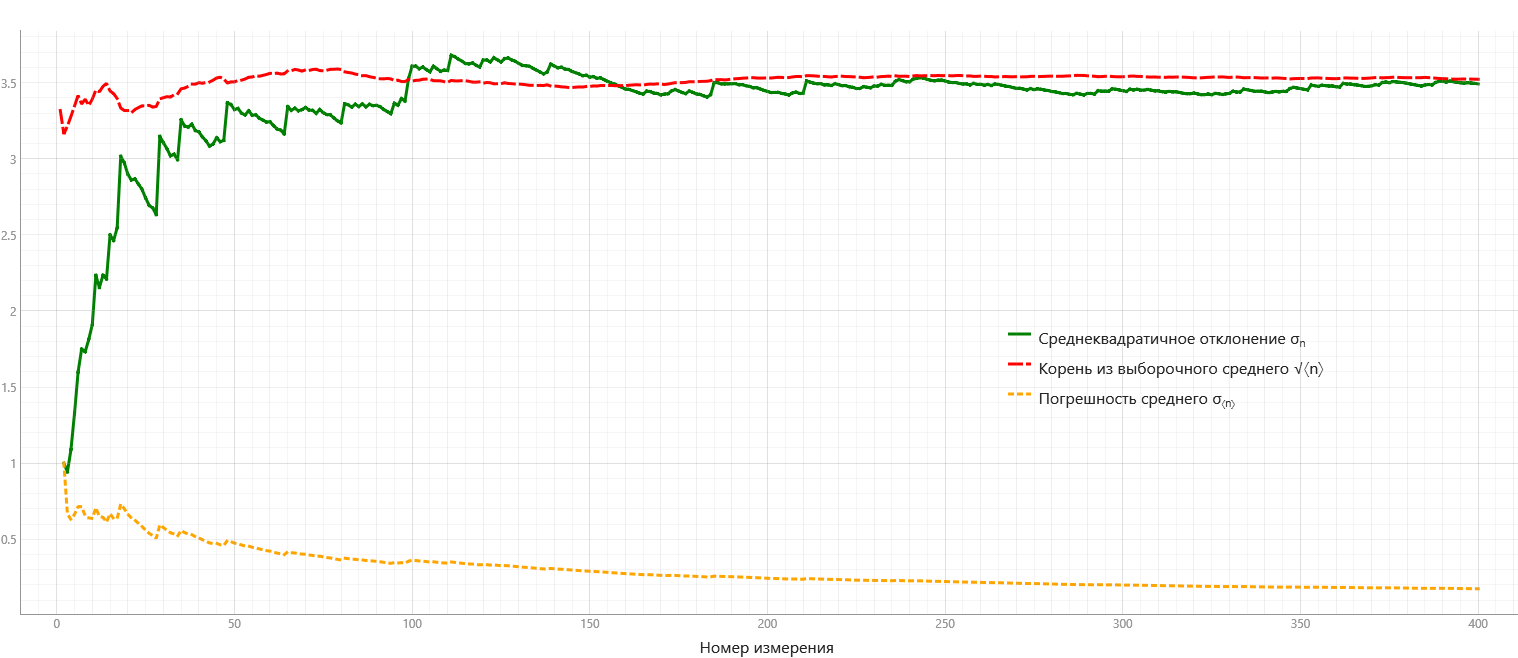 3.5
3
2.5
2
1.5
1
0.5
Среднеквадратичное отклонение σₙ
Корень из выборочного среднего √⟨n⟩
Погрешность среднего σ⟨n⟩
0 50 100 150 200 250 300 350 400
Номер измерения